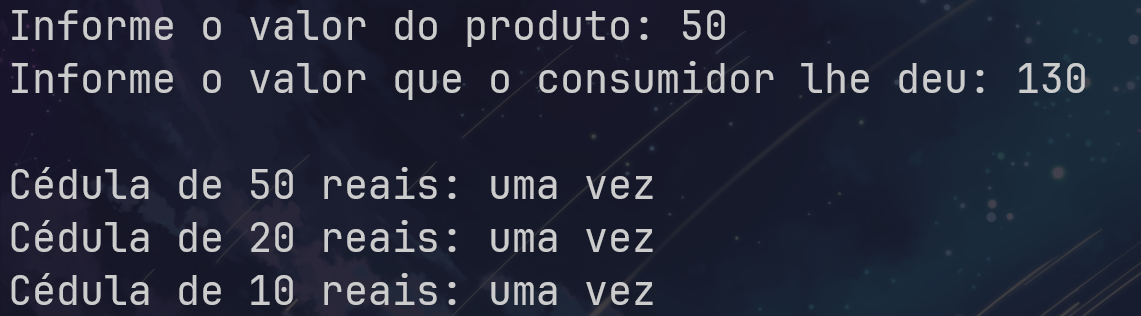 Informe o valor do produto: 50
Informe o valor que o consumidor lhe deu: 130
Cédula de 50 reais: uma vez
Cédula de 20 reais: uma vez
Cédula de 10 reais: uma vez